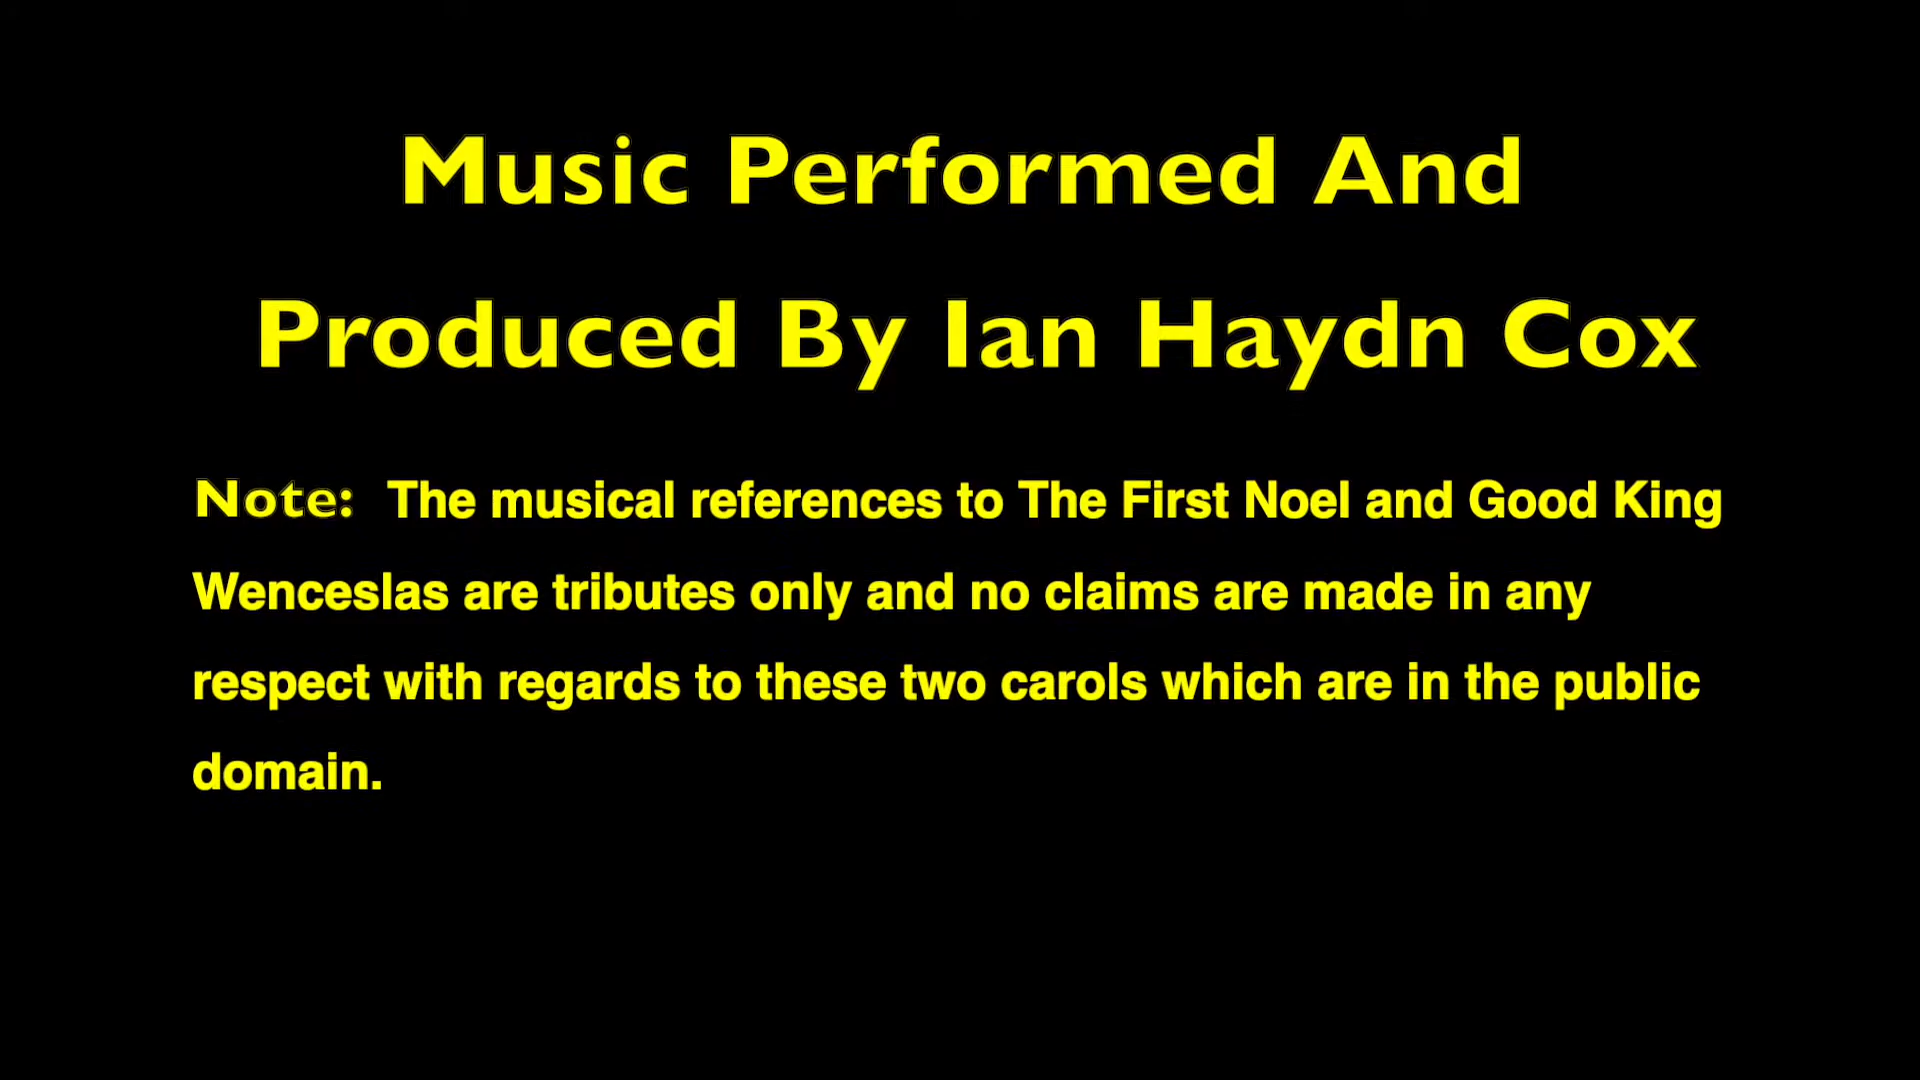 Music Performed And
Produced By Ian Haydn Cox
Note: The musical references to The First Noel and Good King
Wenceslas are tributes only and no claims are made in any
respect with regards to these two carols which are in the public
domain.